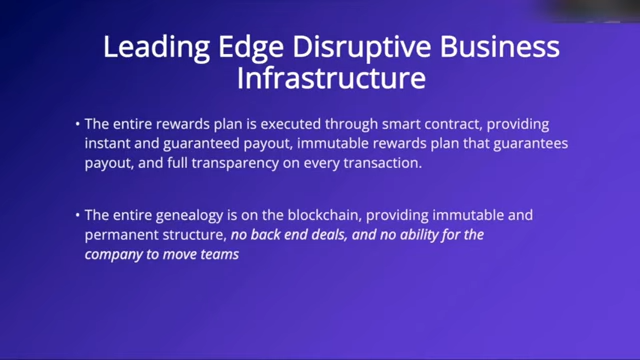 Leading Edge Disruptive Business
Infrastructure
• The entire rewards plan is executed through smart contract, providing
instant and guaranteed payout, immutable rewards plan that guarantees
payout, and full transparency on every transaction.
• The entire genealogy is on the blockchain, providing immutable and
permanent structure, no back end deals, and no ability for the
company to move teams